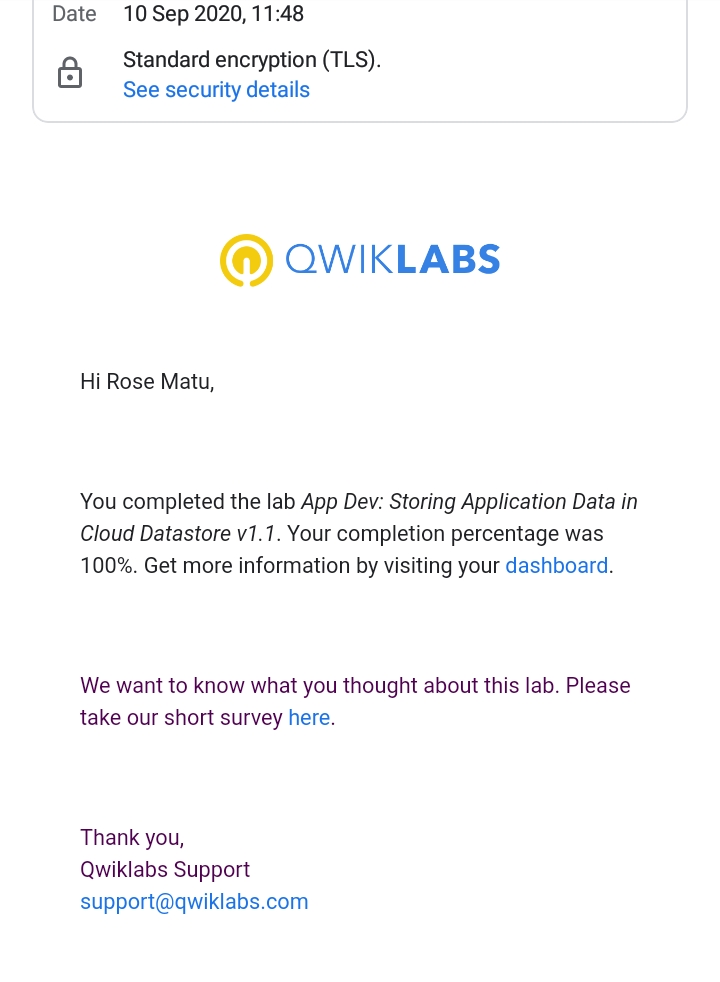 Date 10 Sep 2020, 11:48
Standard encryption (TLS).
See security details
QWIKLABS
Hi Rose Matu,
You completed the lab App Dev: Storing Application Data in
Cloud Datastore v1.1. Your completion percentage was
100%. Get more information by visiting your dashboard.
We want to know what you thought about this lab. Please
take our short survey here.
Thank you,
Qwiklabs Support
support@qwiklabs.com